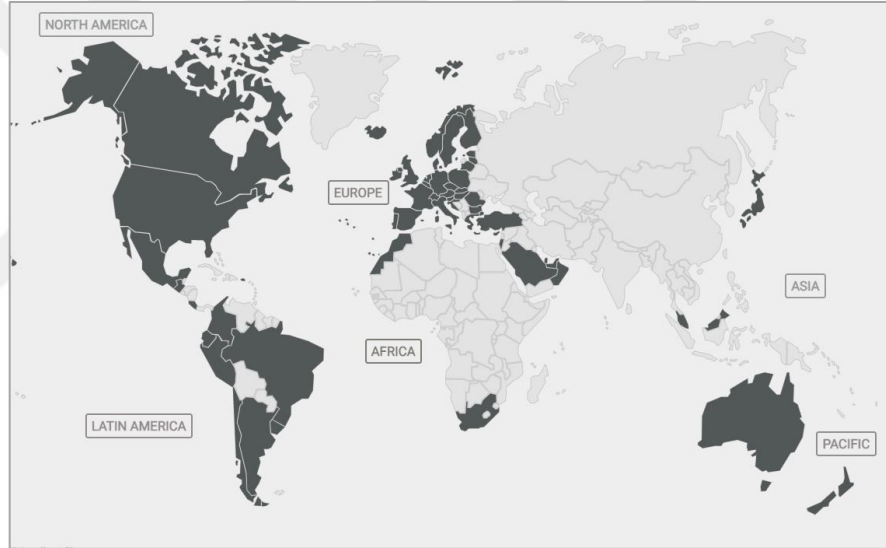 NORTH AMERICA
EUROPE
ASIA
AFRICA
LATIN AMERICA
PACIFIC